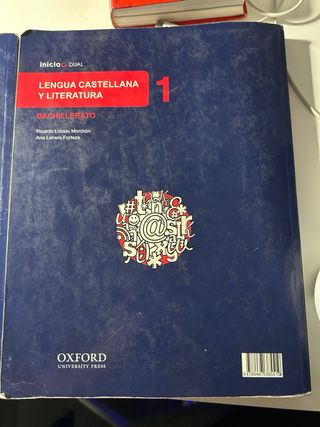 inicia DUAL
LENGUA CASTELLANA
Y LITERATURA
1
BACHILLERATO
Ricardo Lobato Morchón
Ana Lahera Forteza
OXFORD
UNIVERSITY PRESS